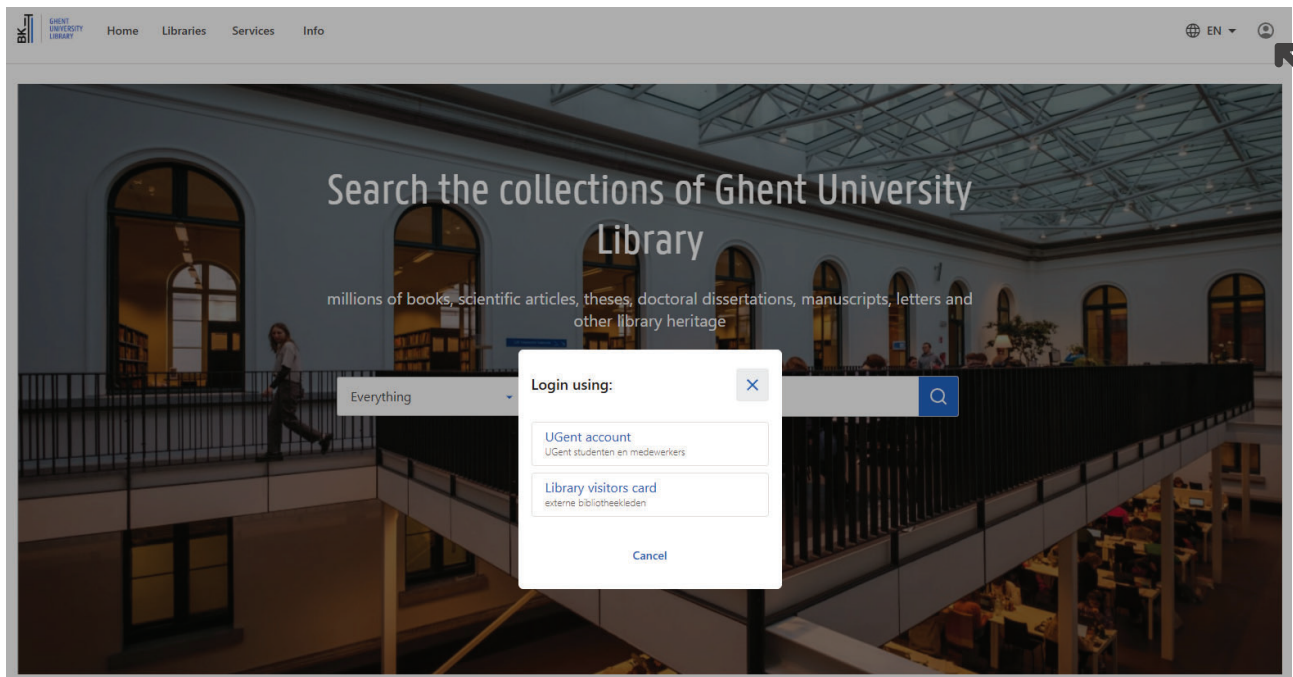 BK_IT
GHENT
UNIVERSITY
LIBRARY
Home Libraries Services Info
EN
Search the collections of Ghent University
Library
millions of books, scientific articles, theses, doctoral dissertations, manuscripts, letters and
other library heritage
Everything
Login using:
UGent account
UGent studenten en medewerkers
Library visitors card
externe bibliotheekleden
Cancel